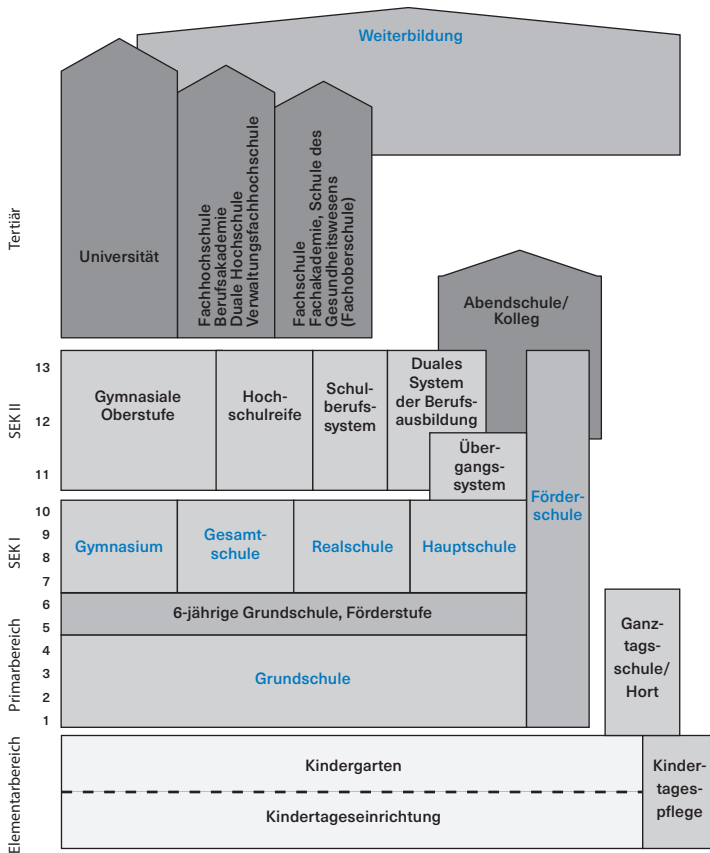 Weiterbildung
Tertiär
Universität
Fachhochschule
Berufsakademie
Duale Hochschule
Verwaltungsfachhochschule
Fachschule
Fachakademie, Schule des
Gesundheitswesens
(Fachoberschule)
Abendschule/
Kolleg
SEK II
13
12
11
Gymnasiale
Oberstufe
Hoch-
schulreife
Schul-
berufs-
system
Duales
System
der Berufs-
ausbildung
Über-
gangs-
system
Förder-
schule
SEK I
10
9
8
7
Gymnasium
Gesamt-
schule
Realschule
Hauptschule
Primarbereich
6
5
4
3
2
1
6-jährige Grundschule, Förderstufe
Grundschule
Ganz-
tags-
schule/
Hort
Elementarbereich
Kindergarten
Kindertageseinrichtung
Kinder-
tages-
pflege